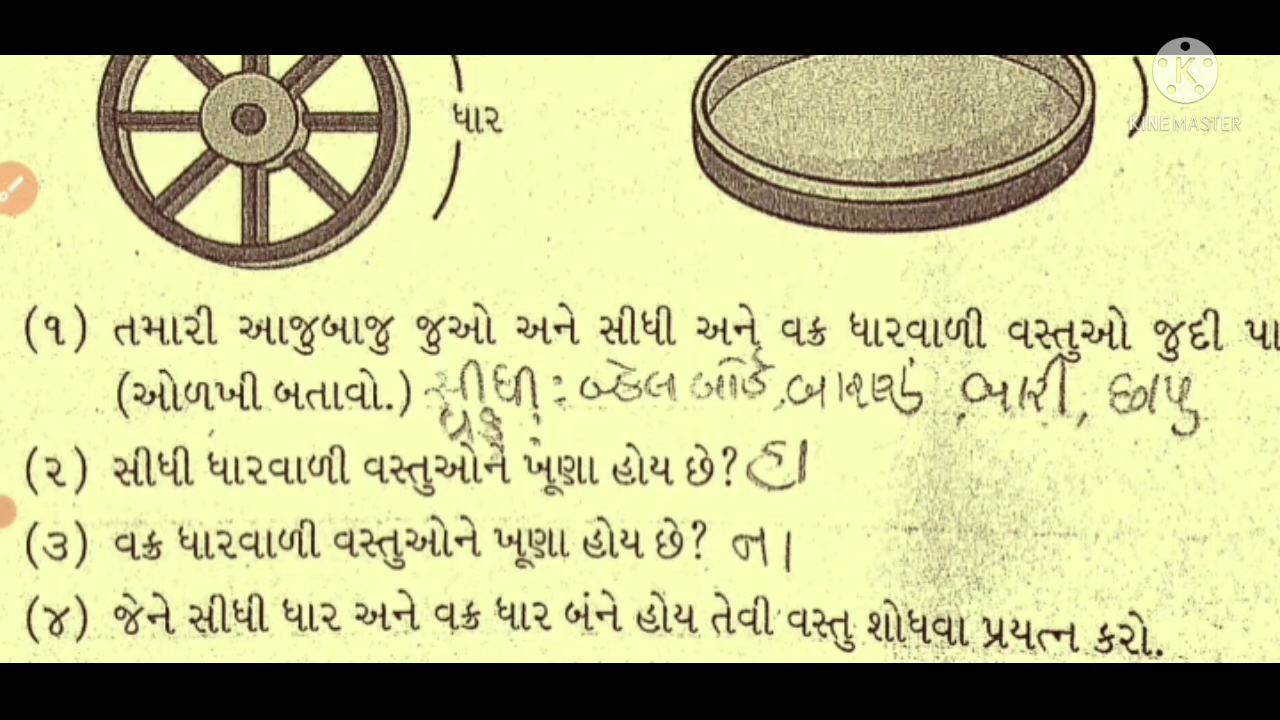 ધાર
KINEMASTER
(૧) તમારી આજુબાજુ જુઓ અને સીધી અને વક્ર ધારવાળી વસ્તુઓ જુદી પા
(ઓળખી બતાવો.) સીધી : બ્લેક બોર્ડ, બારણું, બારી, છાપુ
વક્ર :
(૨) સીધી ધારવાળી વસ્તુઓને ખૂણા હોય છે? હા
(૩) વક્ર ધારવાળી વસ્તુઓને ખૂણા હોય છે? ના
(૪) જેને સીધી ધાર અને વક્ર ધાર બંને હોય તેવી વસ્તુ શોધવા પ્રયત્ન કરો.